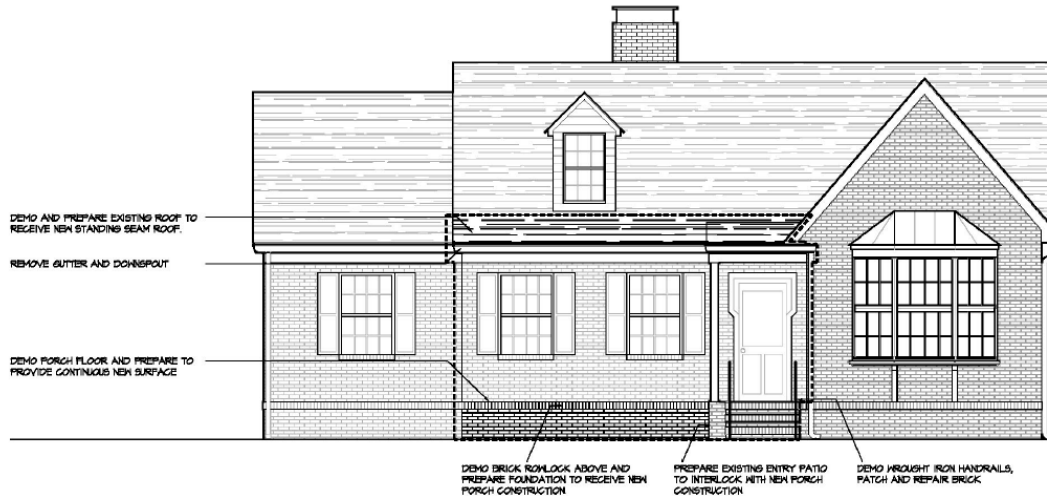 DEMO AND PREPARE EXISTING ROOF TO
RECEIVE NEW STANDING SEAM ROOF.
REMOVE GUTTER AND DOWNSPOUT
DEMO PORCH FLOOR AND PREPARE TO
PROVIDE CONTINUOUS NEW SURFACE
DEMO BRICK ROWLOCK ABOVE AND
PREPARE FOUNDATION TO RECEIVE NEW
PORCH CONSTRUCTION
PREPARE EXISTING ENTRY PATIO
TO INTERLOCK WITH NEW PORCH
CONSTRUCTION
DEMO WROUGHT IRON HANDRAILS,
PATCH AND REPAIR BRICK